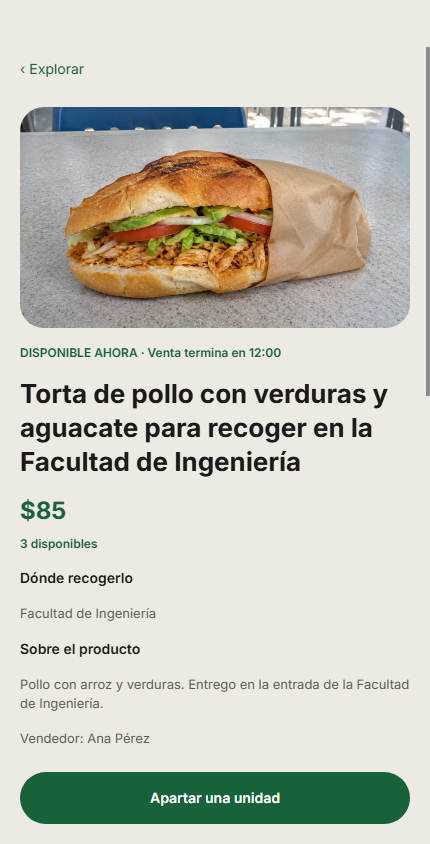 ‹ Explorar
DISPONIBLE AHORA · Venta termina en 12:00
Torta de pollo con verduras y
aguacate para recoger en la
Facultad de Ingeniería
$85
3 disponibles
Dónde recogerlo
Facultad de Ingeniería
Sobre el producto
Pollo con arroz y verduras. Entrego en la entrada de la Facultad
de Ingeniería.
Vendedor: Ana Pérez
Apartar una unidad